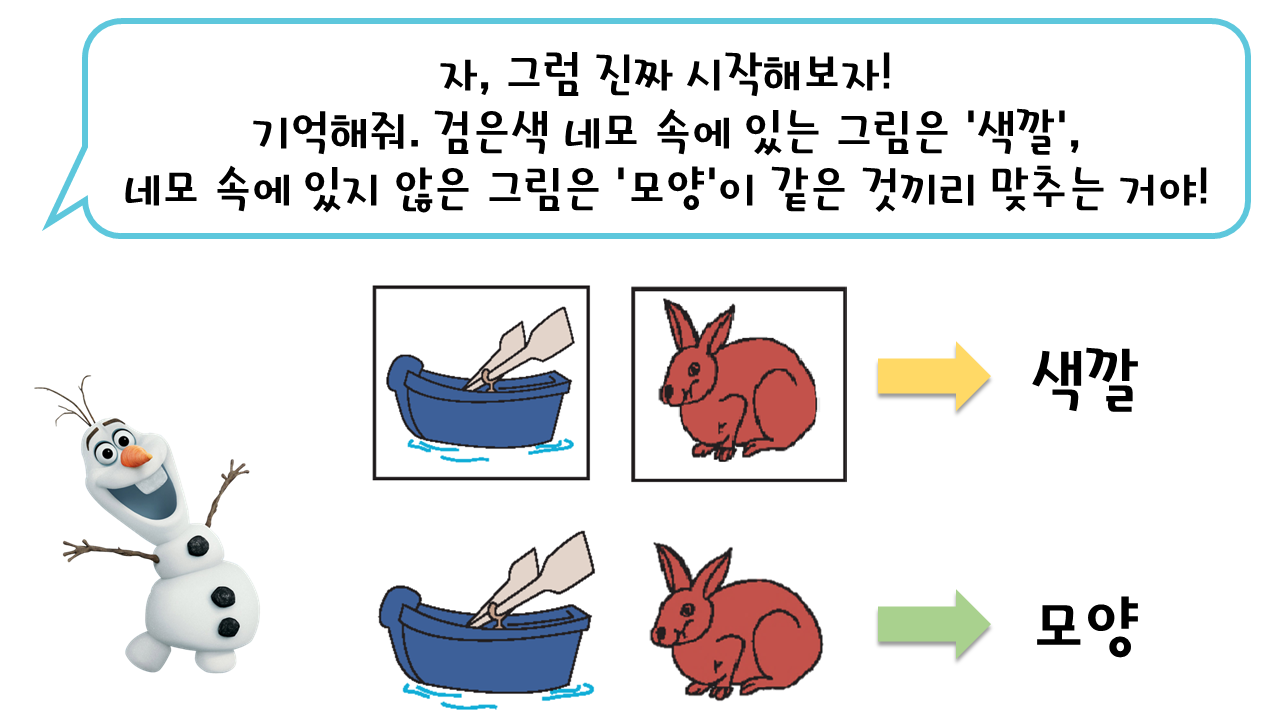 자, 그럼 진짜 시작해보자!
기억해줘. 검은색 네모 속에 있는 그림은 '색깔',
네모 속에 있지 않은 그림은 '모양'이 같은 것끼리 맞추는 거야!
색깔
모양